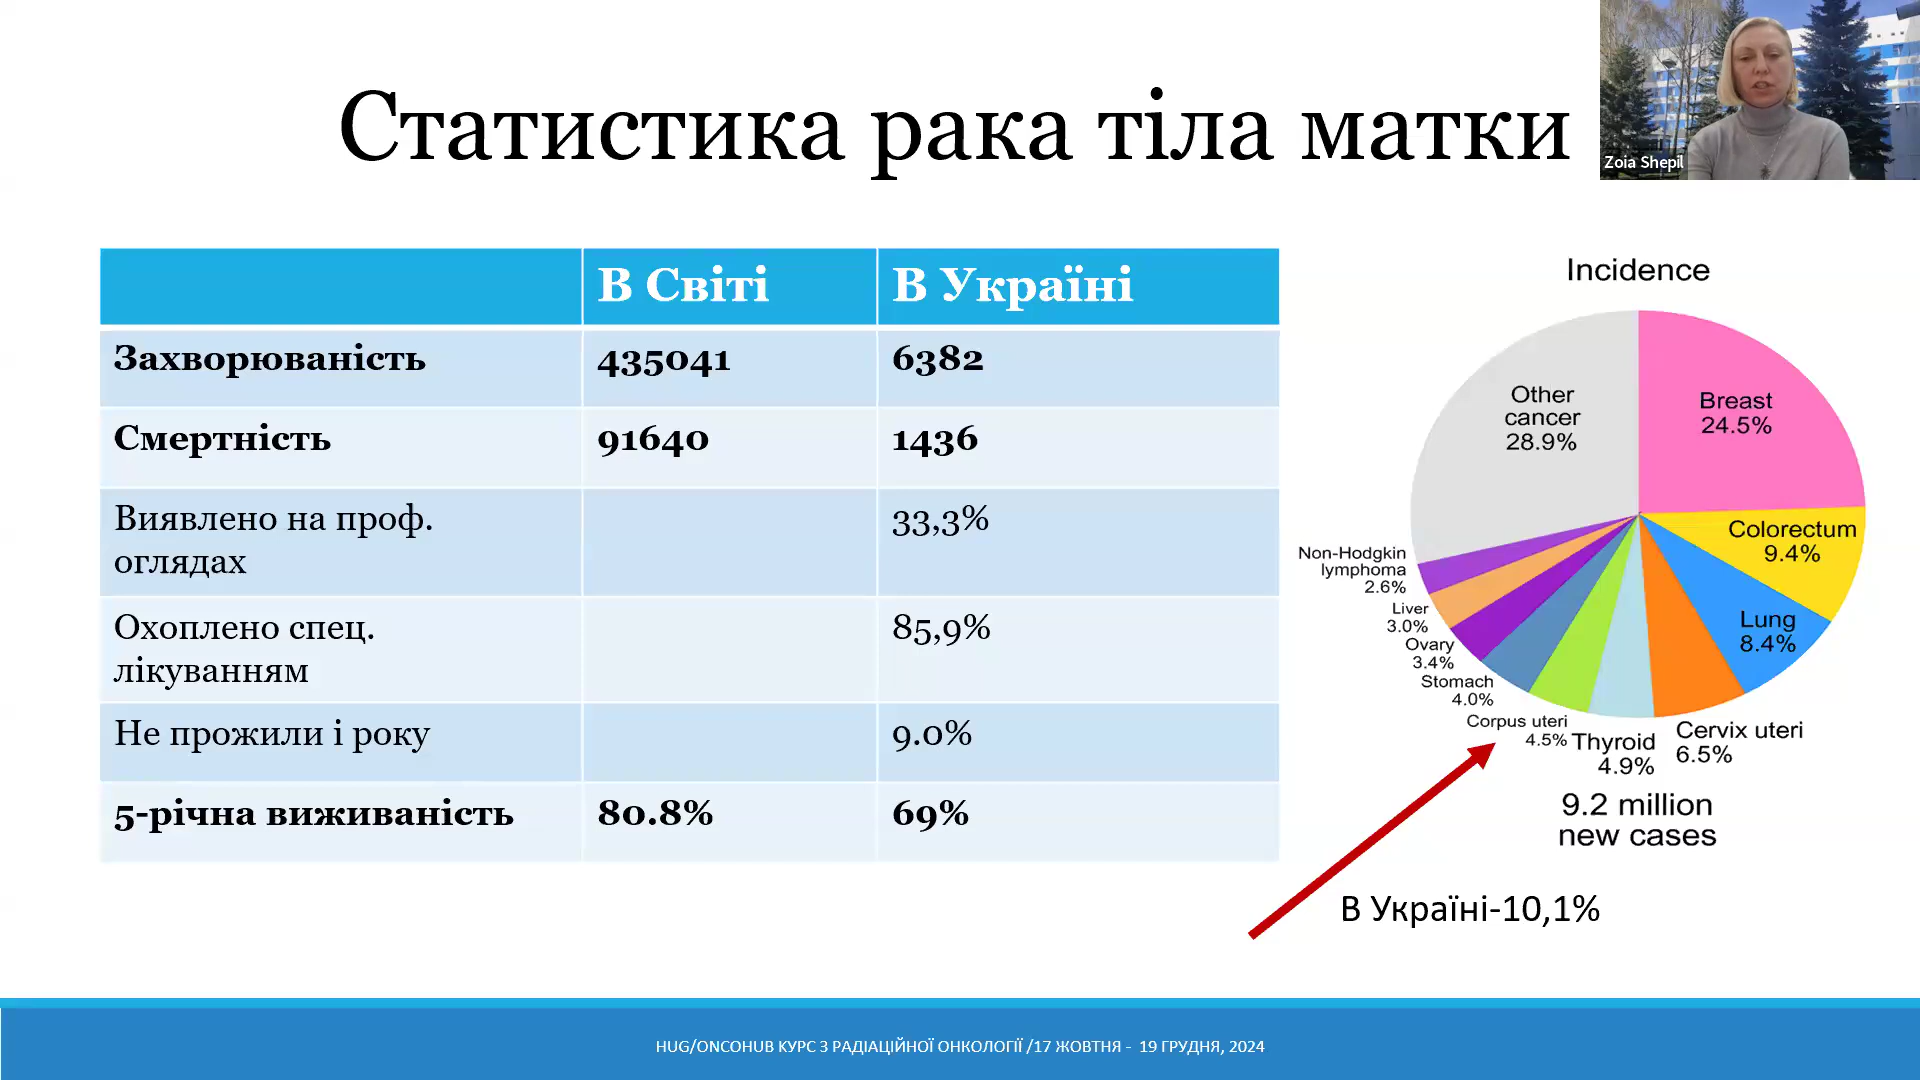 Статистика рака тіла матки
Zoia Shepil
В Світі
В Україні
Захворюваність
435041
6382
Смертність
91640
1436
Виявлено на проф.
оглядах
33,3%
Охоплено спец.
лікуванням
85,9%
Не прожили і року
9.0%
5-річна виживаність
80.8%
69%
Incidence
Other
cancer
28.9%
Breast
24.5%
Colorectum
9.4%
Lung
8.4%
Non-Hodgkin
lymphoma
2.6%
Liver
3.0%
Ovary
3.4%
Stomach
4.0%
Corpus uteri
4.5%
Thyroid
4.9%
Cervix uteri
6.5%
9.2 million
new cases
В Україні-10,1%
HUG/ONCOHUB КУРС З РАДІАЦІЙНОЇ ОНКОЛОГІЇ /17 ЖОВТНЯ - 19 ГРУДНЯ, 2024